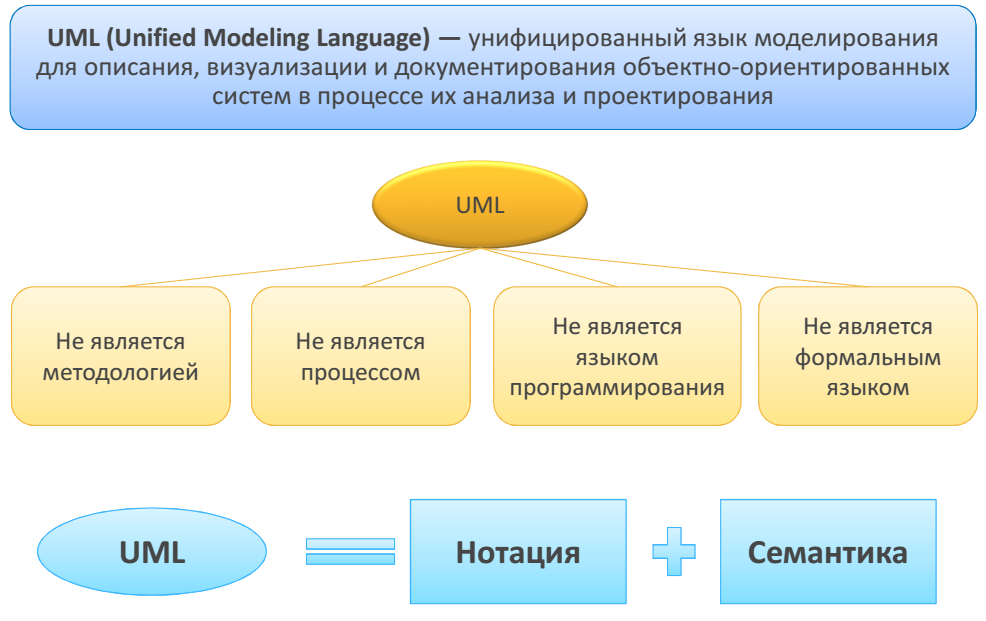 UML (Unified Modeling Language) — унифицированный язык моделирования
для описания, визуализации и документирования объектно-ориентированных
систем в процессе их анализа и проектирования
UML
Не является
методологией
Не является
процессом
Не является
языком
программирования
Не является
формальным
языком
UML
Нотация
Семантика